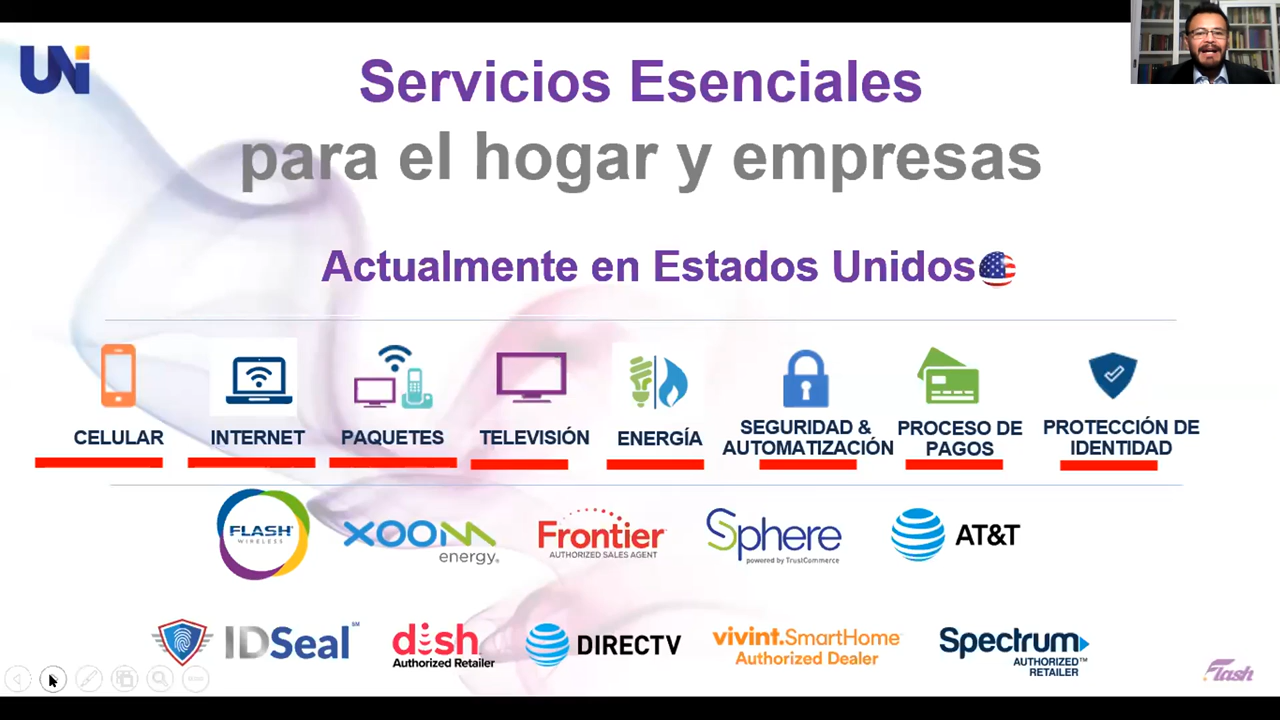 UNi
Servicios Esenciales
para el hogar y empresas
Actualmente en Estados Unidos
CELULAR
INTERNET
PAQUETES
TELEVISIÓN
ENERGÍA
SEGURIDAD &
AUTOMATIZACIÓN
PROCESO DE
PAGOS
PROTECCIÓN DE
IDENTIDAD
FLASH
WIRELESS
XOOM
energy®
Frontier
AUTHORIZED SALES AGENT
Sphere
powered by TrustCommerce
AT&T
IDSeal℠
dish
Authorized Retailer
DIRECTV
vivint.SmartHome
Authorized Dealer
Spectrum
AUTHORIZED™
RETAILER
Flash